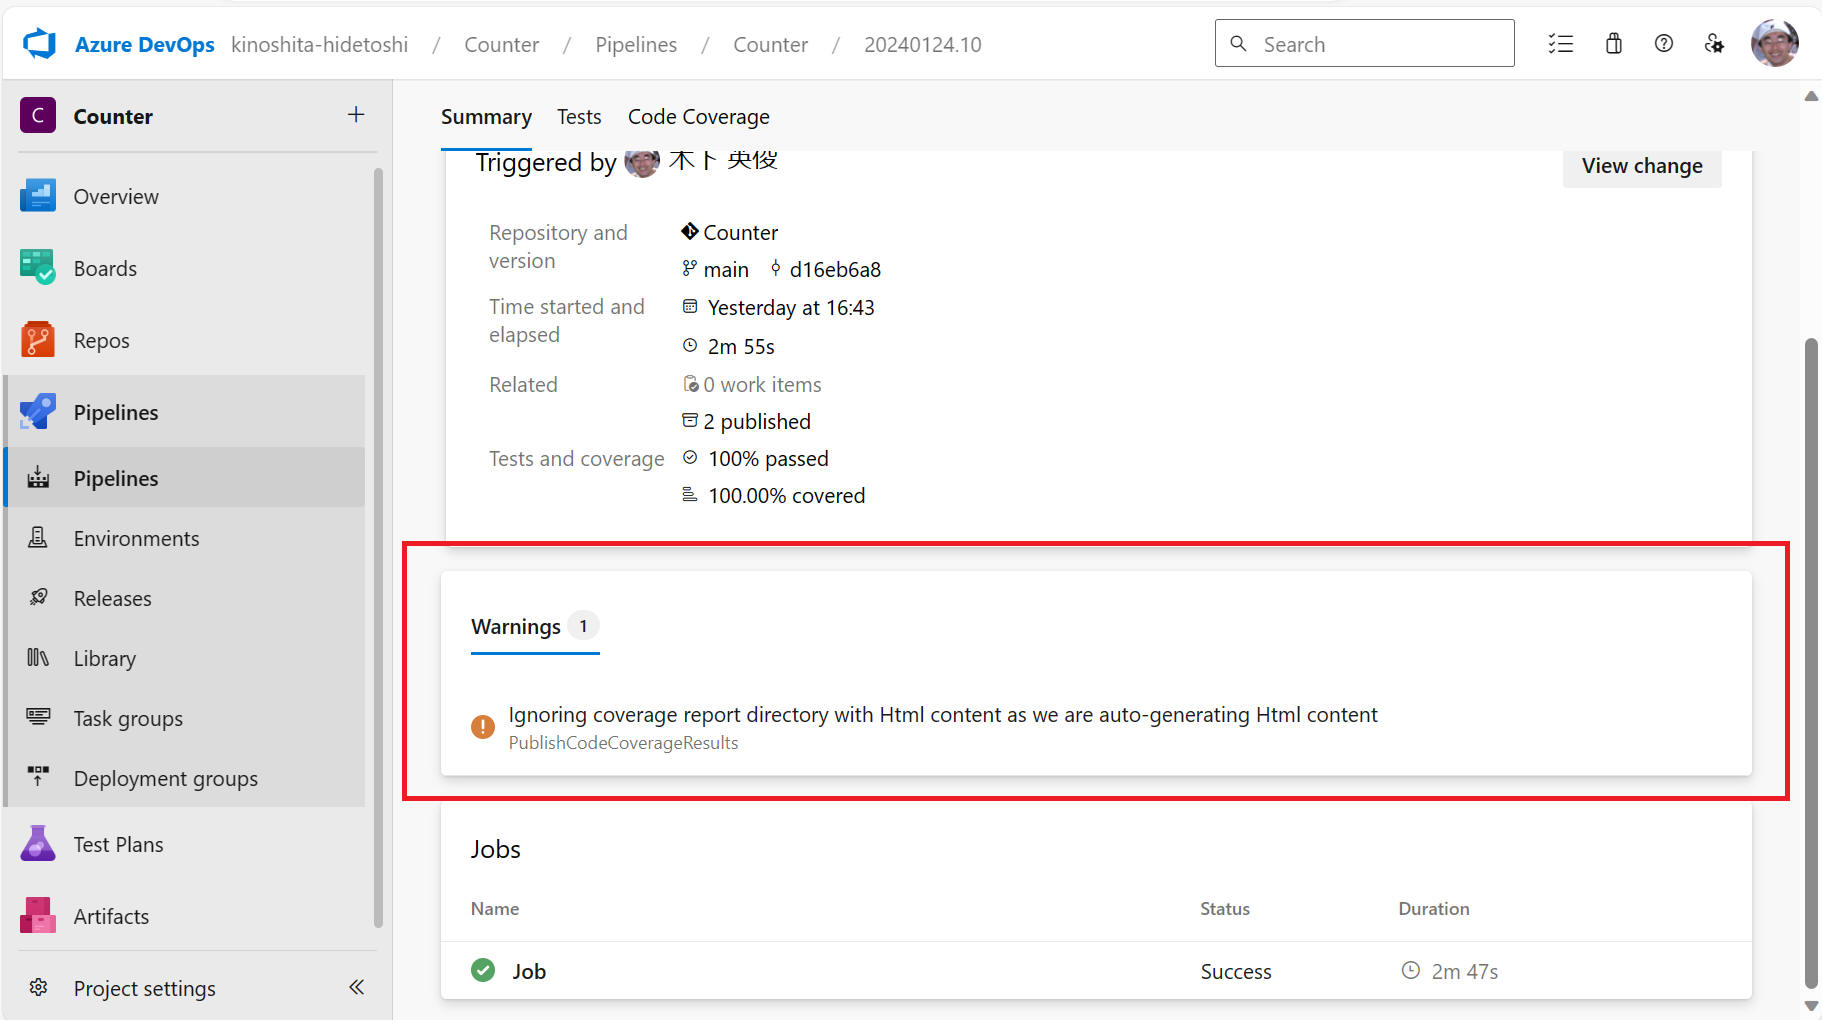 Azure DevOps kinoshita-hidetoshi / Counter / Pipelines / Counter / 20240124.10
Search
C Counter +
Overview
Boards
Repos
Pipelines
Pipelines
Environments
Releases
Library
Task groups
Deployment groups
Test Plans
Artifacts
Project settings
Summary Tests Code Coverage
Triggered by 木下 英俊
View change
Repository and
version
Counter
main d16eb6a8
Time started and
elapsed
Yesterday at 16:43
2m 55s
Related
0 work items
2 published
Tests and coverage
100% passed
100.00% covered
Warnings 1
Ignoring coverage report directory with Html content as we are auto-generating Html content
PublishCodeCoverageResults
Jobs
Name Status Duration
Job Success 2m 47s